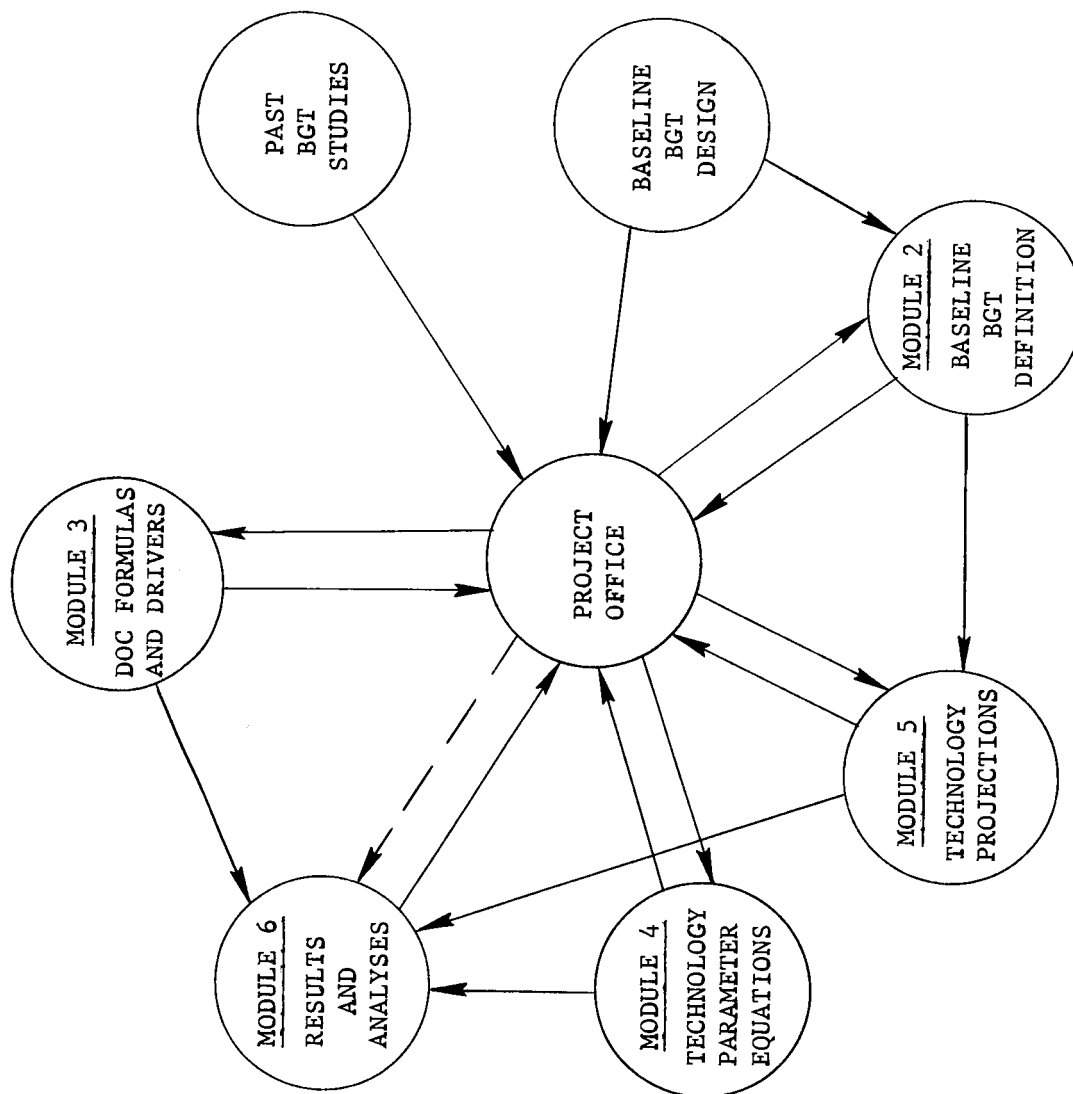 PAST
BGT
STUDIES
BASELINE
BGT
DESIGN
MODULE 3
DOC FORMULAS
AND DRIVERS
PROJECT
OFFICE
MODULE 2
BASELINE
BGT
DEFINITION
MODULE 6
RESULTS
AND
ANALYSES
MODULE 4
TECHNOLOGY
PARAMETER
EQUATIONS
MODULE 5
TECHNOLOGY
PROJECTIONS